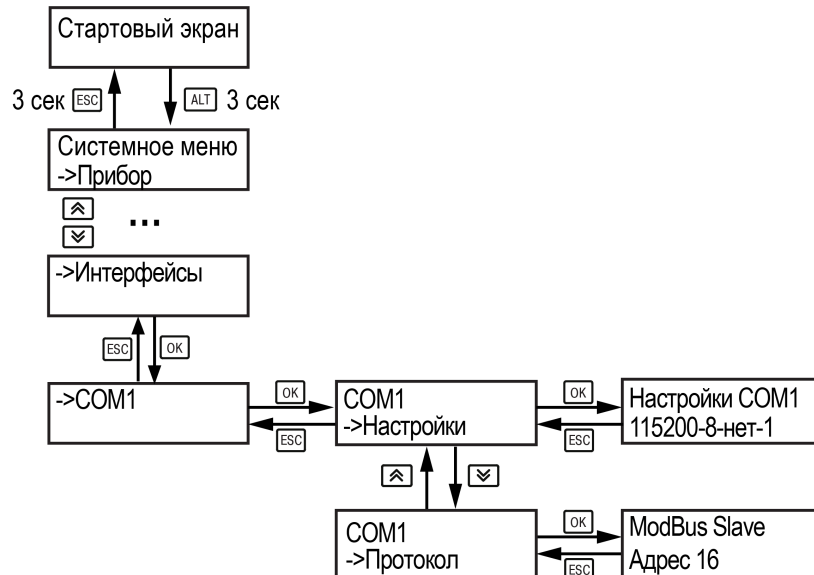 Стартовый экран
3 сек ESC ALT 3 сек
Системное меню
->Прибор
...
->Интерфейсы
ESC OK
->COM1
OK
ESC
COM1
->Настройки
OK
ESC
Настройки COM1
115200-8-нет-1
COM1
->Протокол
OK
ESC
ModBus Slave
Адрес 16